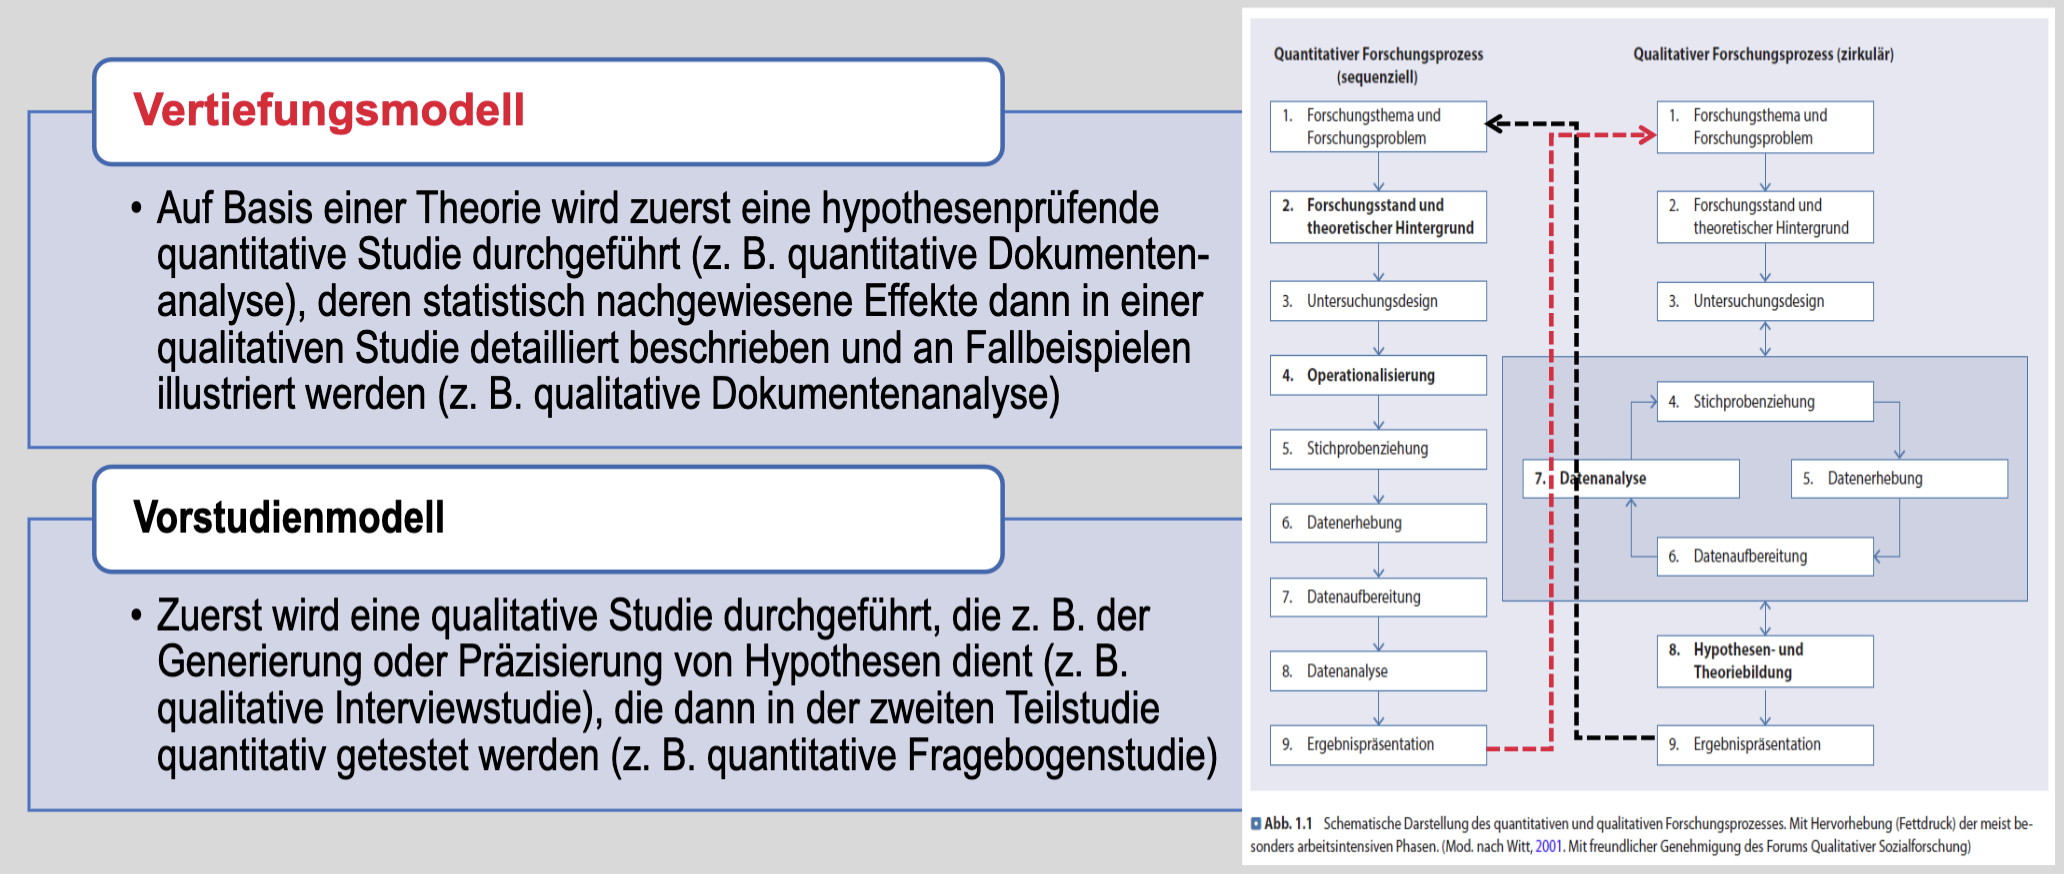 Vertiefungsmodell
• Auf Basis einer Theorie wird zuerst eine hypothesenprüfende
quantitative Studie durchgeführt (z. B. quantitative Dokumenten-
analyse), deren statistisch nachgewiesene Effekte dann in einer
qualitativen Studie detailliert beschrieben und an Fallbeispielen
illustriert werden (z. B. qualitative Dokumentenanalyse)
Vorstudienmodell
• Zuerst wird eine qualitative Studie durchgeführt, die z. B. der
Generierung oder Präzisierung von Hypothesen dient (z. B.
qualitative Interviewstudie), die dann in der zweiten Teilstudie
quantitativ getestet werden (z. B. quantitative Fragebogenstudie)
Quantitativer Forschungsprozess
(sequenziell)
1. Forschungsthema und
Forschungsproblem
2. Forschungsstand und
theoretischer Hintergrund
3. Untersuchungsdesign
4. Operationalisierung
5. Stichprobenziehung
6. Datenerhebung
7. Datenaufbereitung
8. Datenanalyse
9. Ergebnispräsentation
Qualitativer Forschungsprozess (zirkulär)
1. Forschungsthema und
Forschungsproblem
2. Forschungsstand und
theoretischer Hintergrund
3. Untersuchungsdesign
4. Stichprobenziehung
5. Datenerhebung
6. Datenaufbereitung
7. Datenanalyse
8. Hypothesen- und
Theoriebildung
9. Ergebnispräsentation
Abb. 1.1 Schematische Darstellung des quantitativen und qualitativen Forschungsprozesses. Mit Hervorhebung (Fettdruck) der meist be-
sonders arbeitsintensiven Phasen. (Mod. nach Witt, 2001. Mit freundlicher Genehmigung des Forums Qualitativer Sozialforschung)